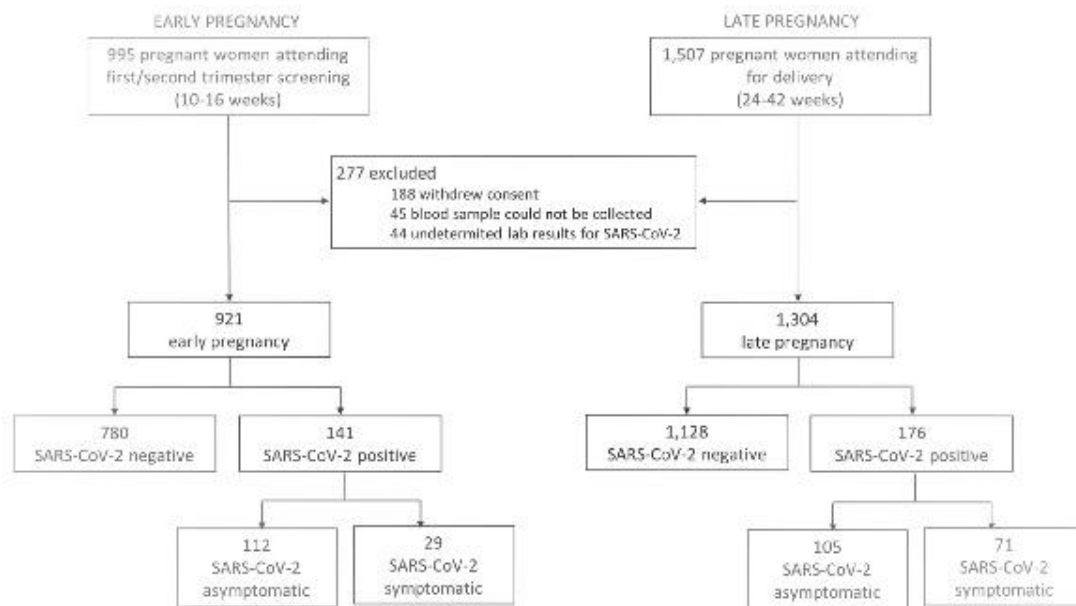 EARLY PREGNANCY
995 pregnant women attending
first/second trimester screening
(10-16 weeks)
LATE PREGNANCY
1,507 pregnant women attending
for delivery
(24-42 weeks)
277 excluded
188 withdrew consent
45 blood sample could not be collected
44 undetermited lab results for SARS-CoV-2
921
early pregnancy
1,304
late pregnancy
780
SARS-CoV-2 negative
141
SARS-CoV-2 positive
1,128
SARS-CoV-2 negative
176
SARS-CoV-2 positive
112
SARS-CoV-2
asymptomatic
29
SARS-CoV-2
symptomatic
105
SARS-CoV-2
asymptomatic
71
SARS-CoV-2
symptomatic